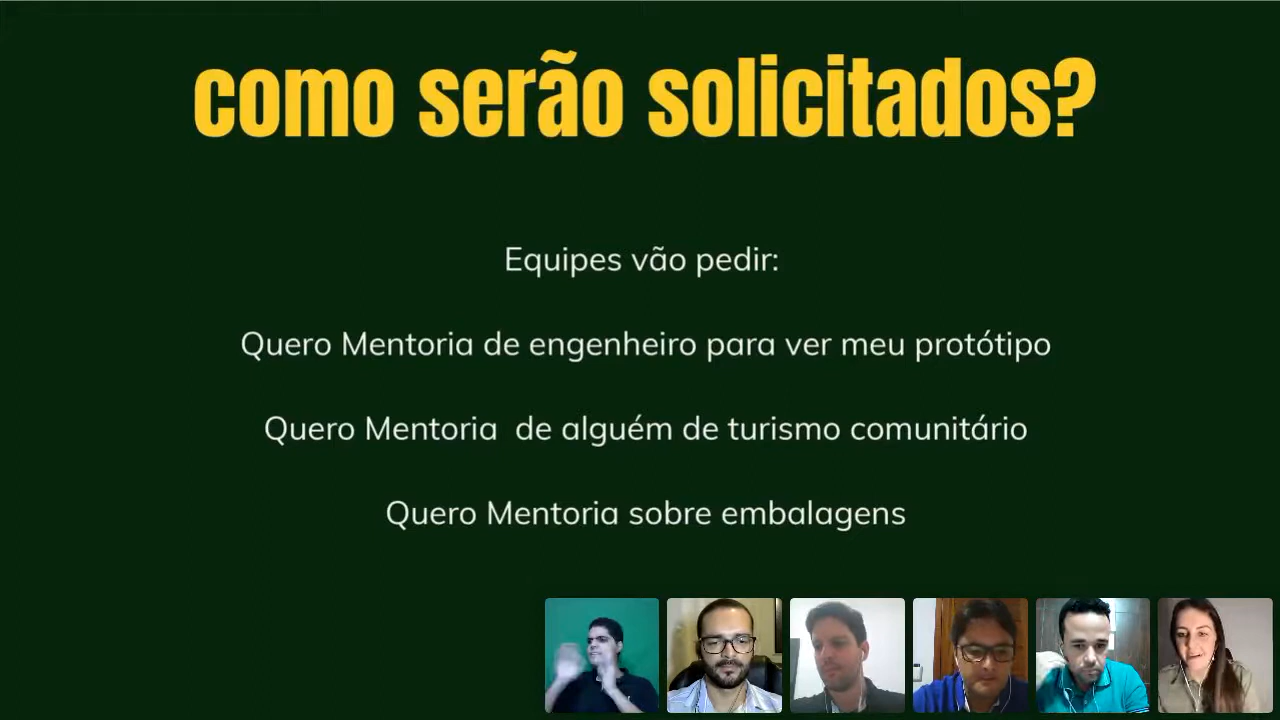 como serão solicitados?
Equipes vão pedir:
Quero Mentoria de engenheiro para ver meu protótipo
Quero Mentoria de alguém de turismo comunitário
Quero Mentoria sobre embalagens